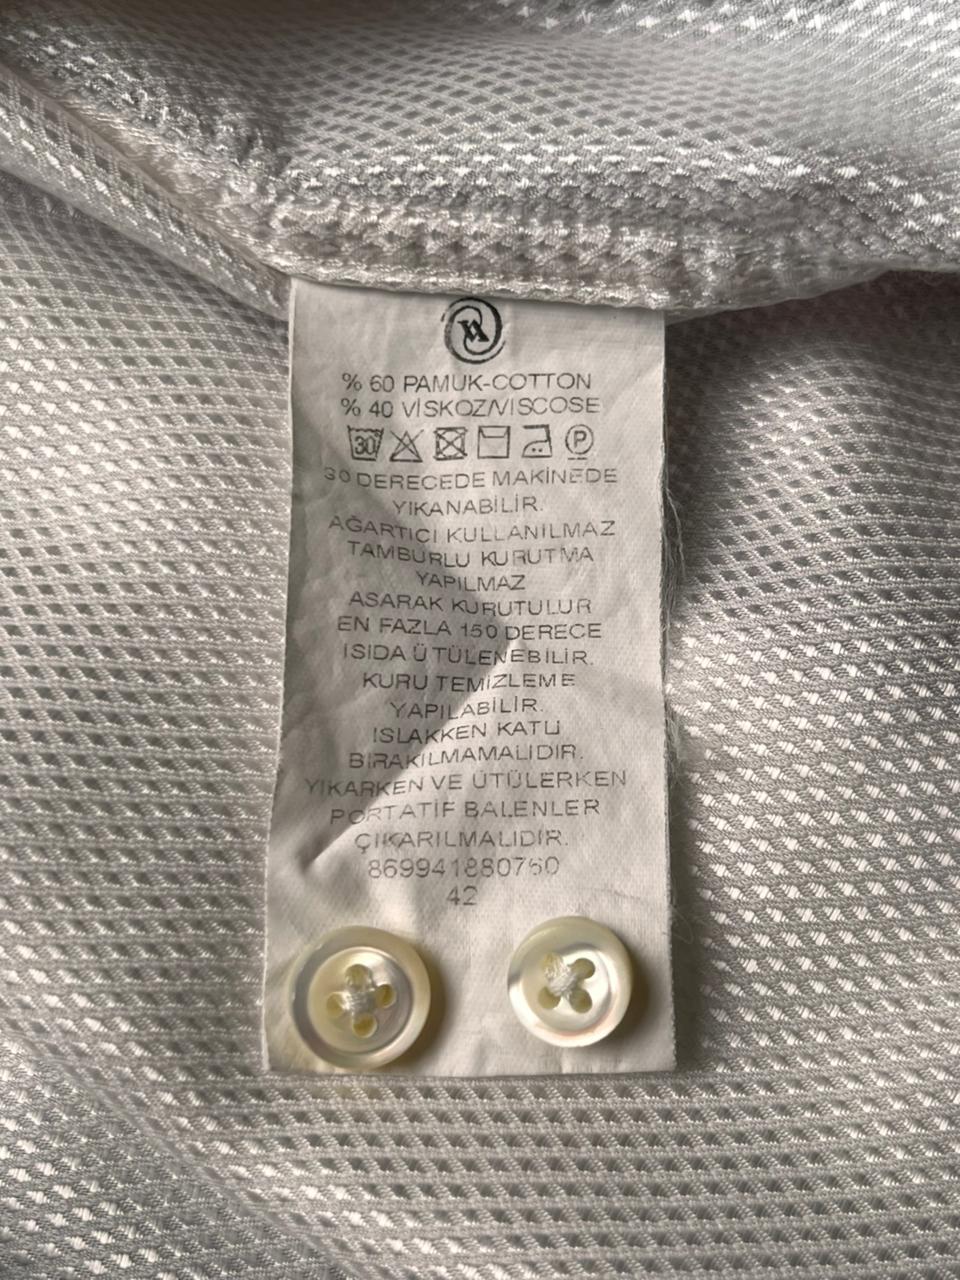 % 60 PAMUK-COTTON
% 40 VİSKOZ/VISCOSE
30 P
30 DERECEDE MAKİNEDE
YIKANABİLİR.
AĞARTICI KULLANILMAZ
TAMBURLU KURUTMA
YAPILMAZ
ASARAK KURUTULUR
EN FAZLA 150 DERECE
ISIDA ÜTÜLENEBİLİR.
KURU TEMİZLEME
YAPILABİLİR.
ISLAKKEN KATLI
BIRAKILMAMALIDIR.
YIKARKEN VE ÜTÜLERKEN
PORTATİF BALENLER
ÇIKARILMALIDIR.
869941880760
42